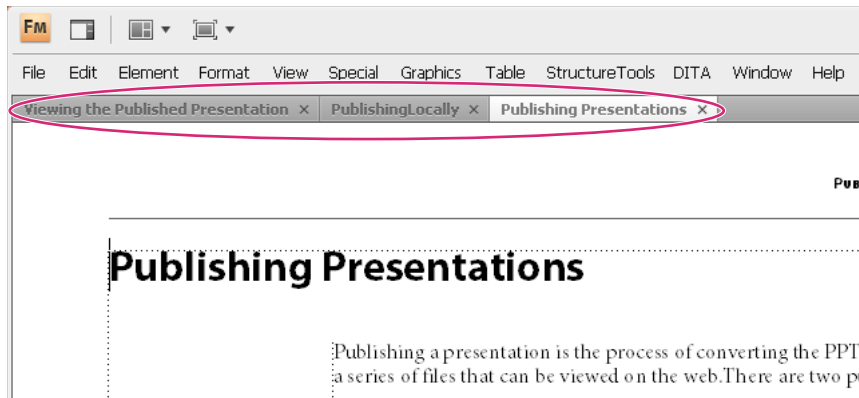 FM
File Edit Element Format View Special Graphics Table StructureTools DITA Window Help
Viewing the Published Presentation × PublishingLocally × Publishing Presentations ×
PUB
Publishing Presentations
Publishing a presentation is the process of converting the PPT
a series of files that can be viewed on the web.There are two p